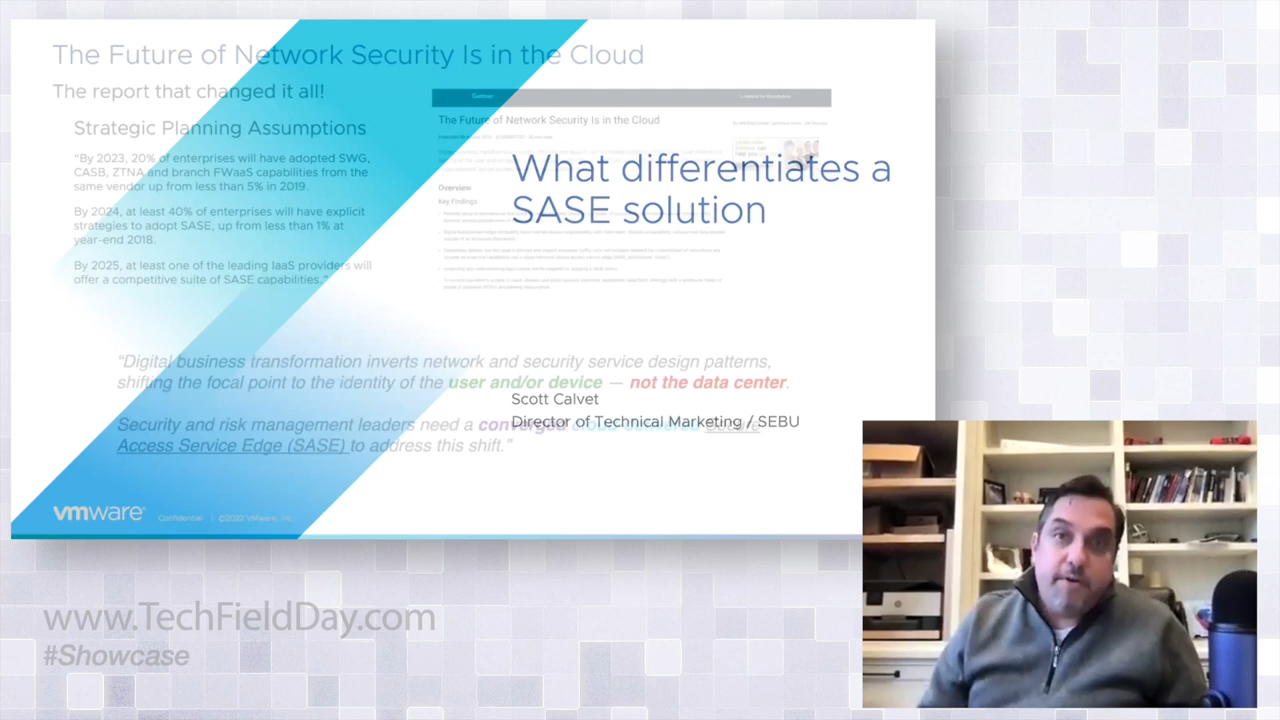 The Future of Network Security Is in the Cloud
The report that changed it all!
Strategic Planning Assumptions
“By 2023, 20% of enterprises will have adopted SWG,
CASB, ZTNA and branch FWaaS capabilities from the
same vendor up from less than 5% in 2019.
By 2024, at least 40% of enterprises will have explicit
strategies to adopt SASE, up from less than 1% at
year-end 2018.
By 2025, at least one of the leading IaaS providers will
offer a competitive suite of SASE capabilities.”
Gartner
The Future of Network Security Is in the Cloud
Overview
Key Findings
What differentiates a
SASE solution
“Digital business transformation inverts network and security service design patterns,
shifting the focal point to the identity of the user and/or device — not the data center.
Scott Calvet
Director of Technical Marketing / SEBU
Security and risk management leaders need a converged Secure
Access Service Edge (SASE) to address this shift.”
vmware
Confidential | ©2022 VMware, Inc.
www.TechFieldDay.com
#Showcase